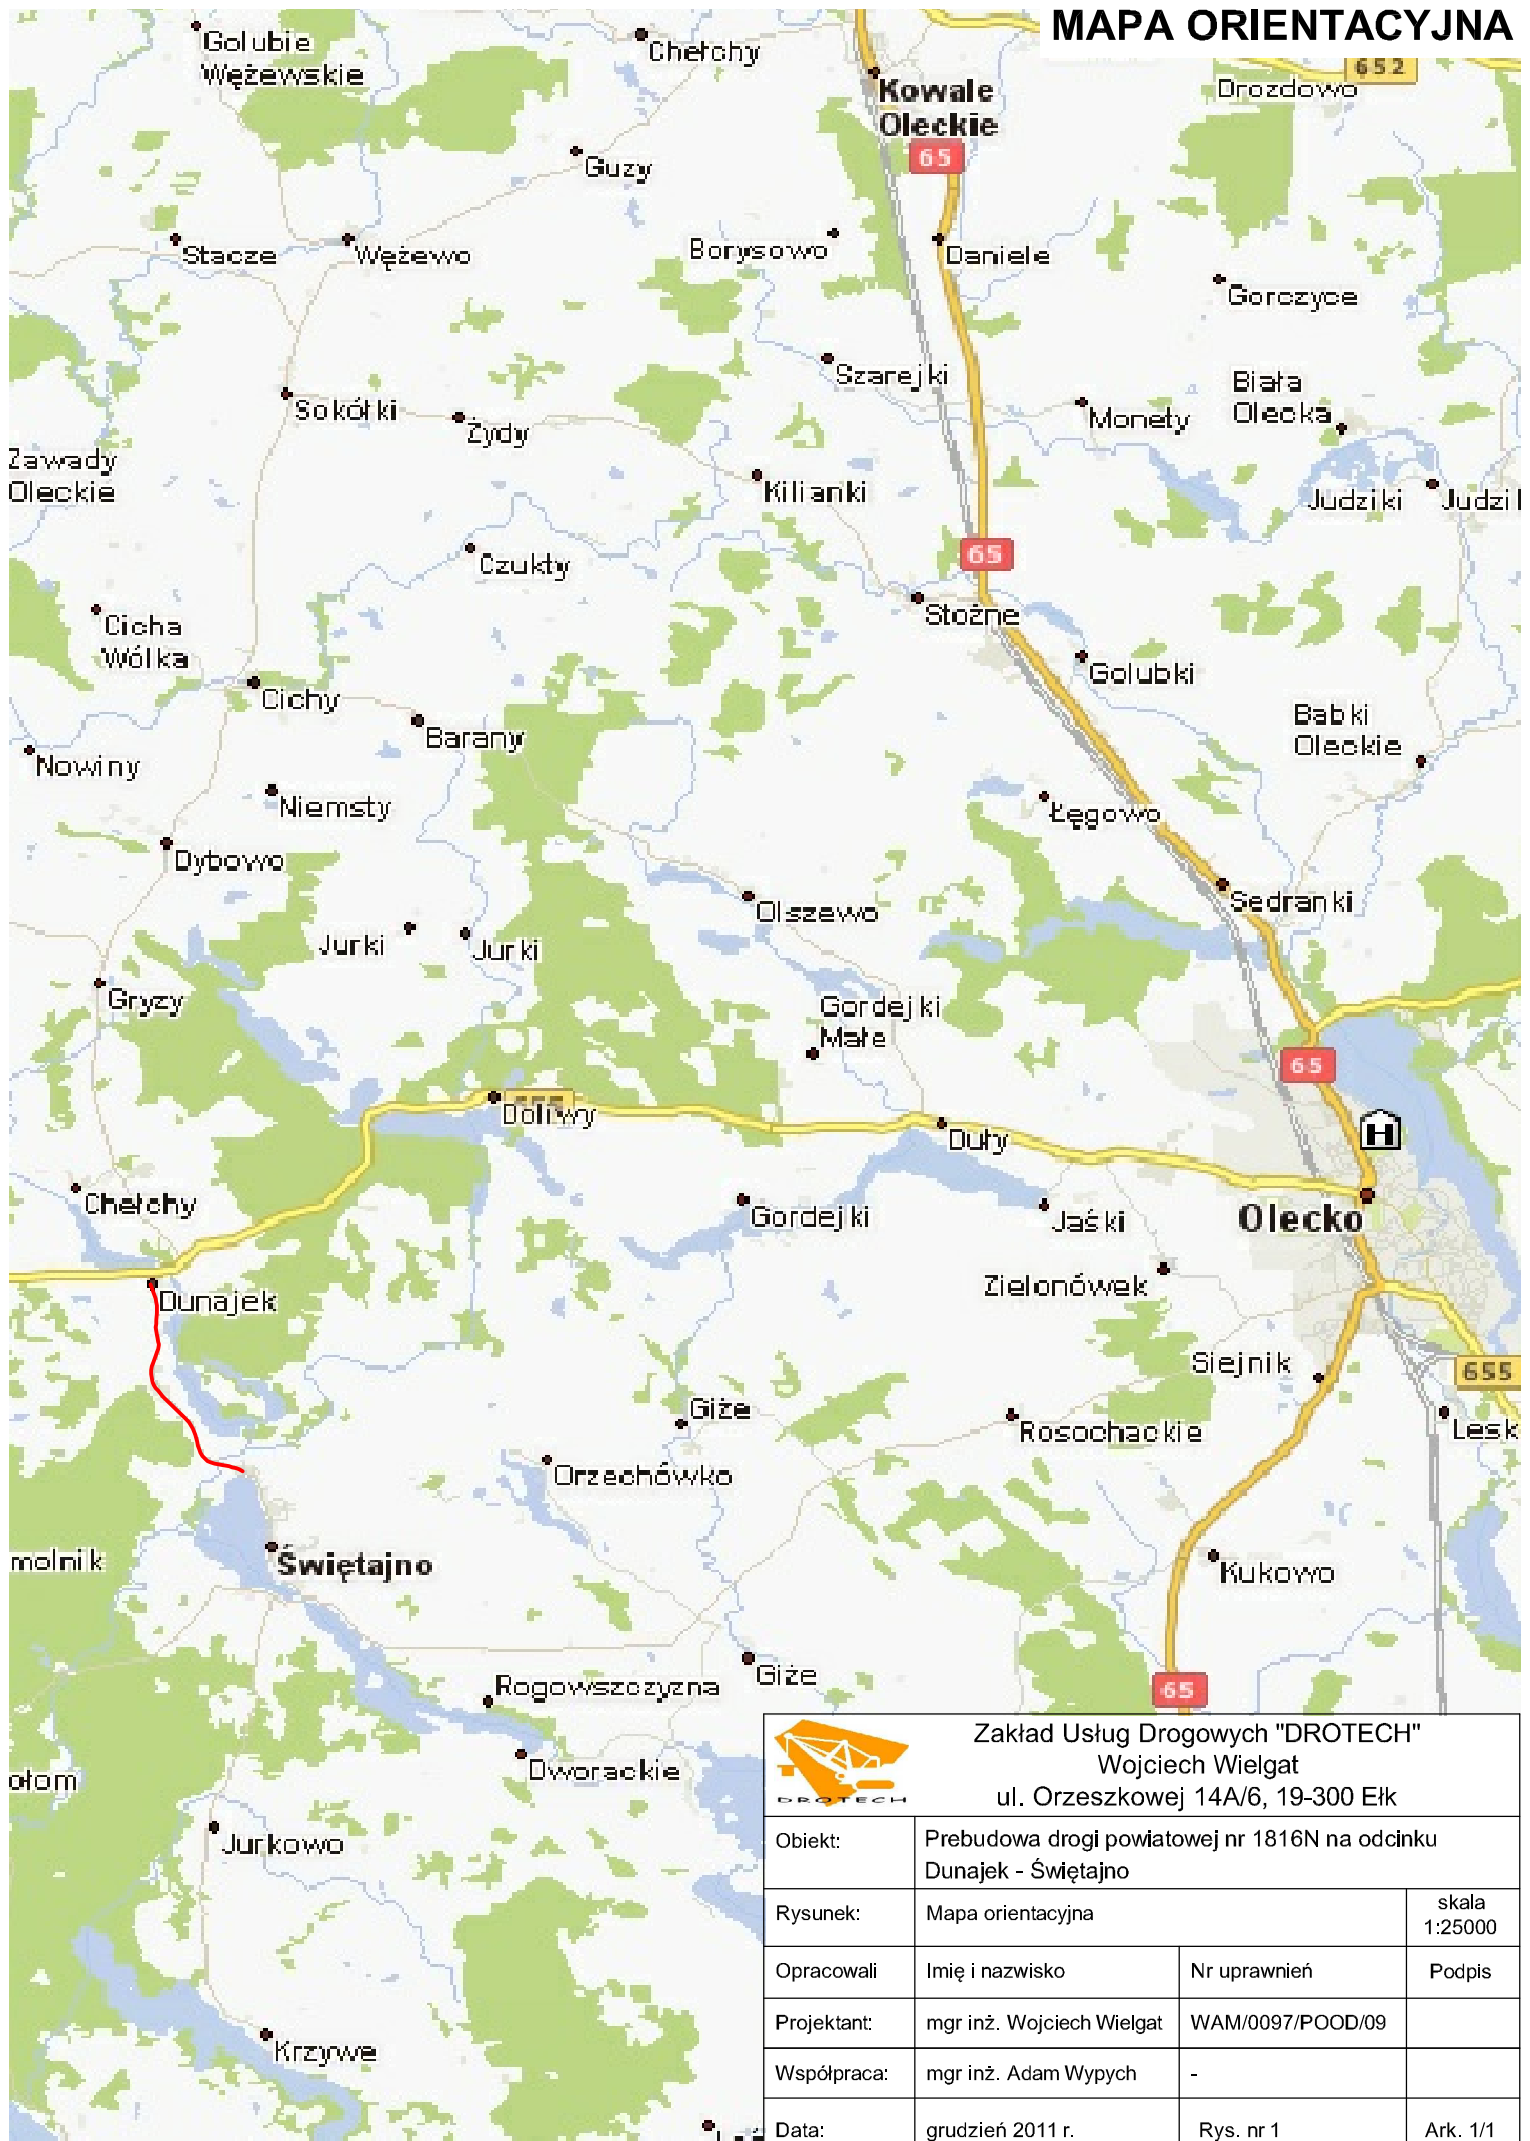 MAPA ORIENTACYJNA
Golubie
Wężewskie
Chełchy
Kowale
Oleckie
652
Drozdowo
65
Guzy
Stacze
Wężewo
Borysowo
Daniele
Gorczyce
Szarejki
Biała
Olecka
Sokółki
Żydy
Monety
Zawady
Oleckie
Kilianki
Judziki
Judzi
65
Czukty
Cicha
Wólka
Stożne
Golubki
Cichy
Barany
Babki
Oleckie
Nowiny
Niemsty
Łęgowo
Dybowo
Olszewo
Sedranki
Jurki
Jurki
Gryzy
Gordejki
Małe
65
Doliwy
Duły
H
Chełchy
Gordejki
Jaśki
Olecko
Dunajek
Zielonówek
Siejnik
655
Giże
Rosochackie
Lesk
Orzechówko
Świętajno
molnik
Kukowo
Giże
Rogowszczyzna
65
Dworackie
ołom
Jurkowo
Krzywe
DROTECH
Zakład Usług Drogowych "DROTECH"
Wojciech Wielgat
ul. Orzeszkowej 14A/6, 19-300 Ełk
Obiekt: Prebudowa drogi powiatowej nr 1816N na odcinku
Dunajek - Świętajno
Rysunek: Mapa orientacyjna skala
1:25000
Opracowali Imię i nazwisko Nr uprawnień Podpis
Projektant: mgr inż. Wojciech Wielgat WAM/0097/POOD/09
Współpraca: mgr inż. Adam Wypych -
Data: grudzień 2011 r. Rys. nr 1 Ark. 1/1